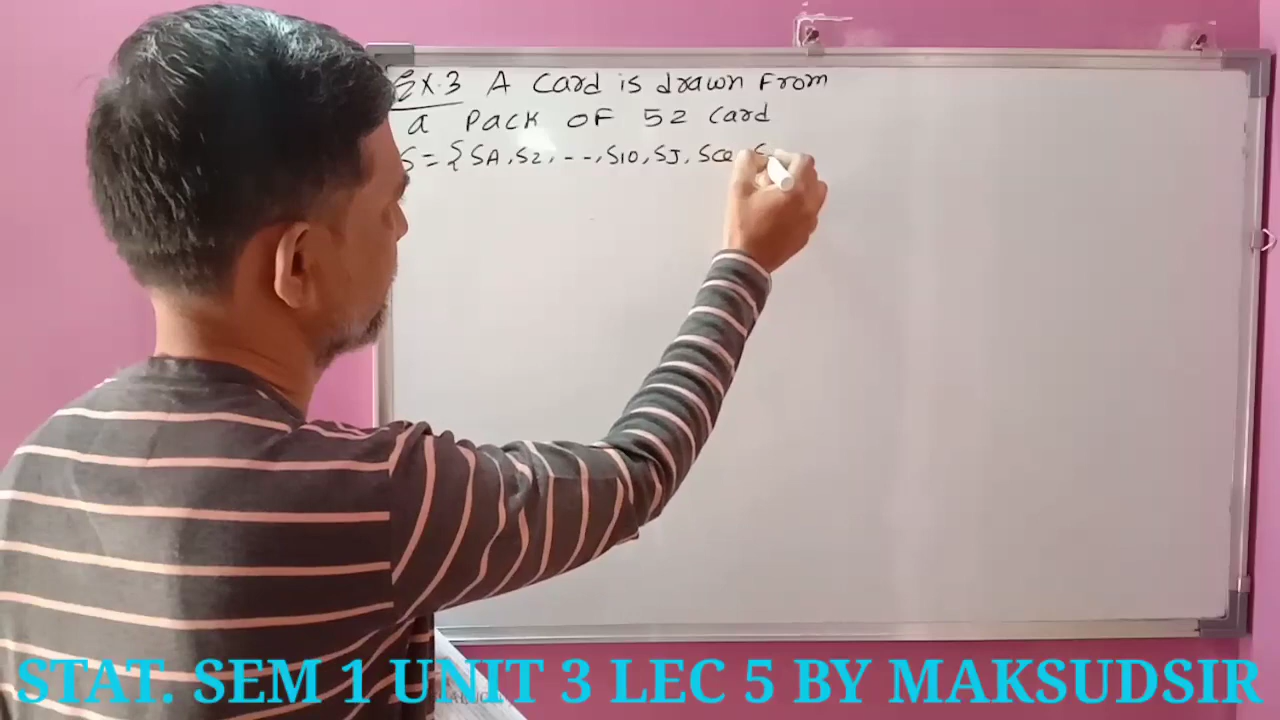 Ex.3 A Card is drawn From
a Pack OF 52 Card
S = {SA, S2, ---, S10, SJ, SQ, S
STAT. SEM 1 UNIT 3 LEC 5 BY MAKSUDSIR